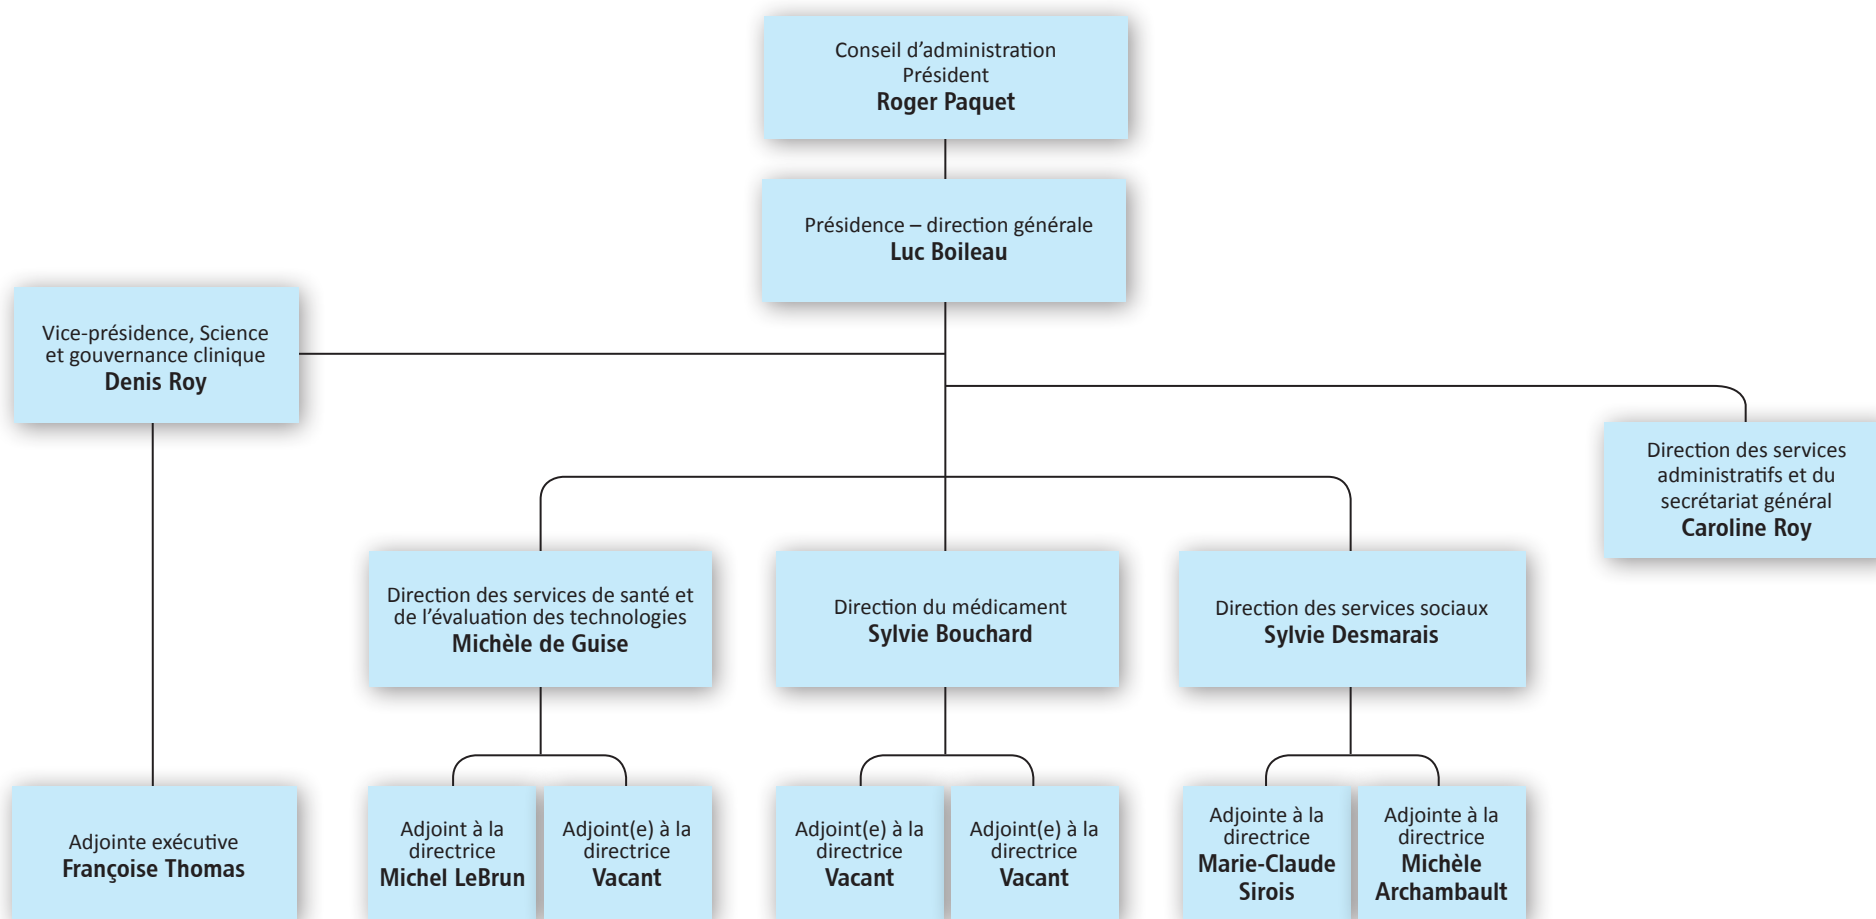 Conseil d’administration
Président
Roger Paquet
Présidence – direction générale
Luc Boileau
Vice-présidence, Science
et gouvernance clinique
Denis Roy
Direction des services
administratifs et du
secrétariat général
Caroline Roy
Direction des services de santé et
de l’évaluation des technologies
Michèle de Guise
Direction du médicament
Sylvie Bouchard
Direction des services sociaux
Sylvie Desmarais
Adjointe exécutive
Françoise Thomas
Adjoint à la
directrice
Michel LeBrun
Adjoint(e) à la
directrice
Vacant
Adjoint(e) à la
directrice
Vacant
Adjoint(e) à la
directrice
Vacant
Adjointe à la
directrice
Marie-Claude
Sirois
Adjointe à la
directrice
Michèle
Archambault